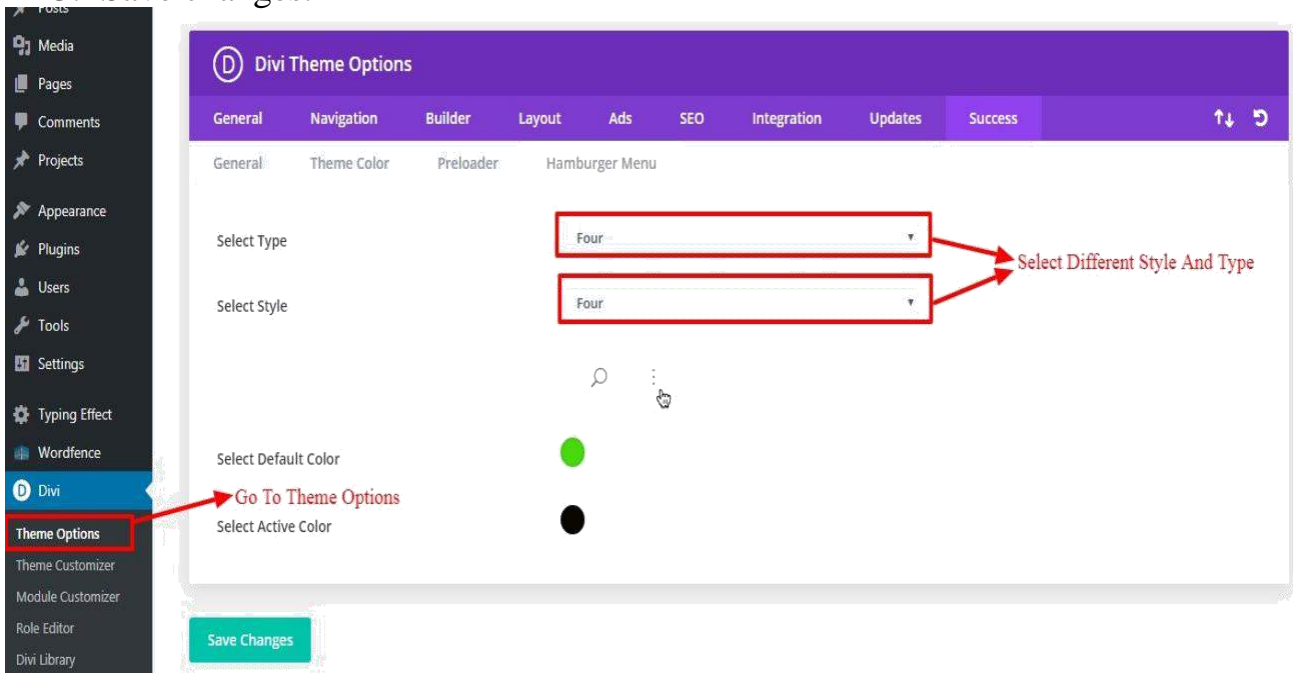 Save changes.
Posts
Media
Pages
Comments
Projects
Appearance
Plugins
Users
Tools
Settings
Typing Effect
Wordfence
D Divi
Theme Options
Theme Customizer
Module Customizer
Role Editor
Divi Library
D Divi Theme Options
General Navigation Builder Layout Ads SEO Integration Updates Success
General Theme Color Preloader Hamburger Menu
Select Type Four
Select Different Style And Type
Select Style Four
Select Default Color
Go To Theme Options
Select Active Color
Save Changes